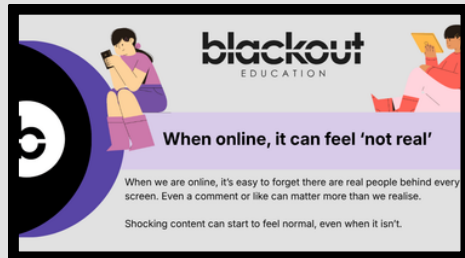 blackout
EDUCATION
b
When online, it can feel ‘not real’
When we are online, it’s easy to forget there are real people behind every
screen. Even a comment or like can matter more than we realise.
Shocking content can start to feel normal, even when it isn’t.